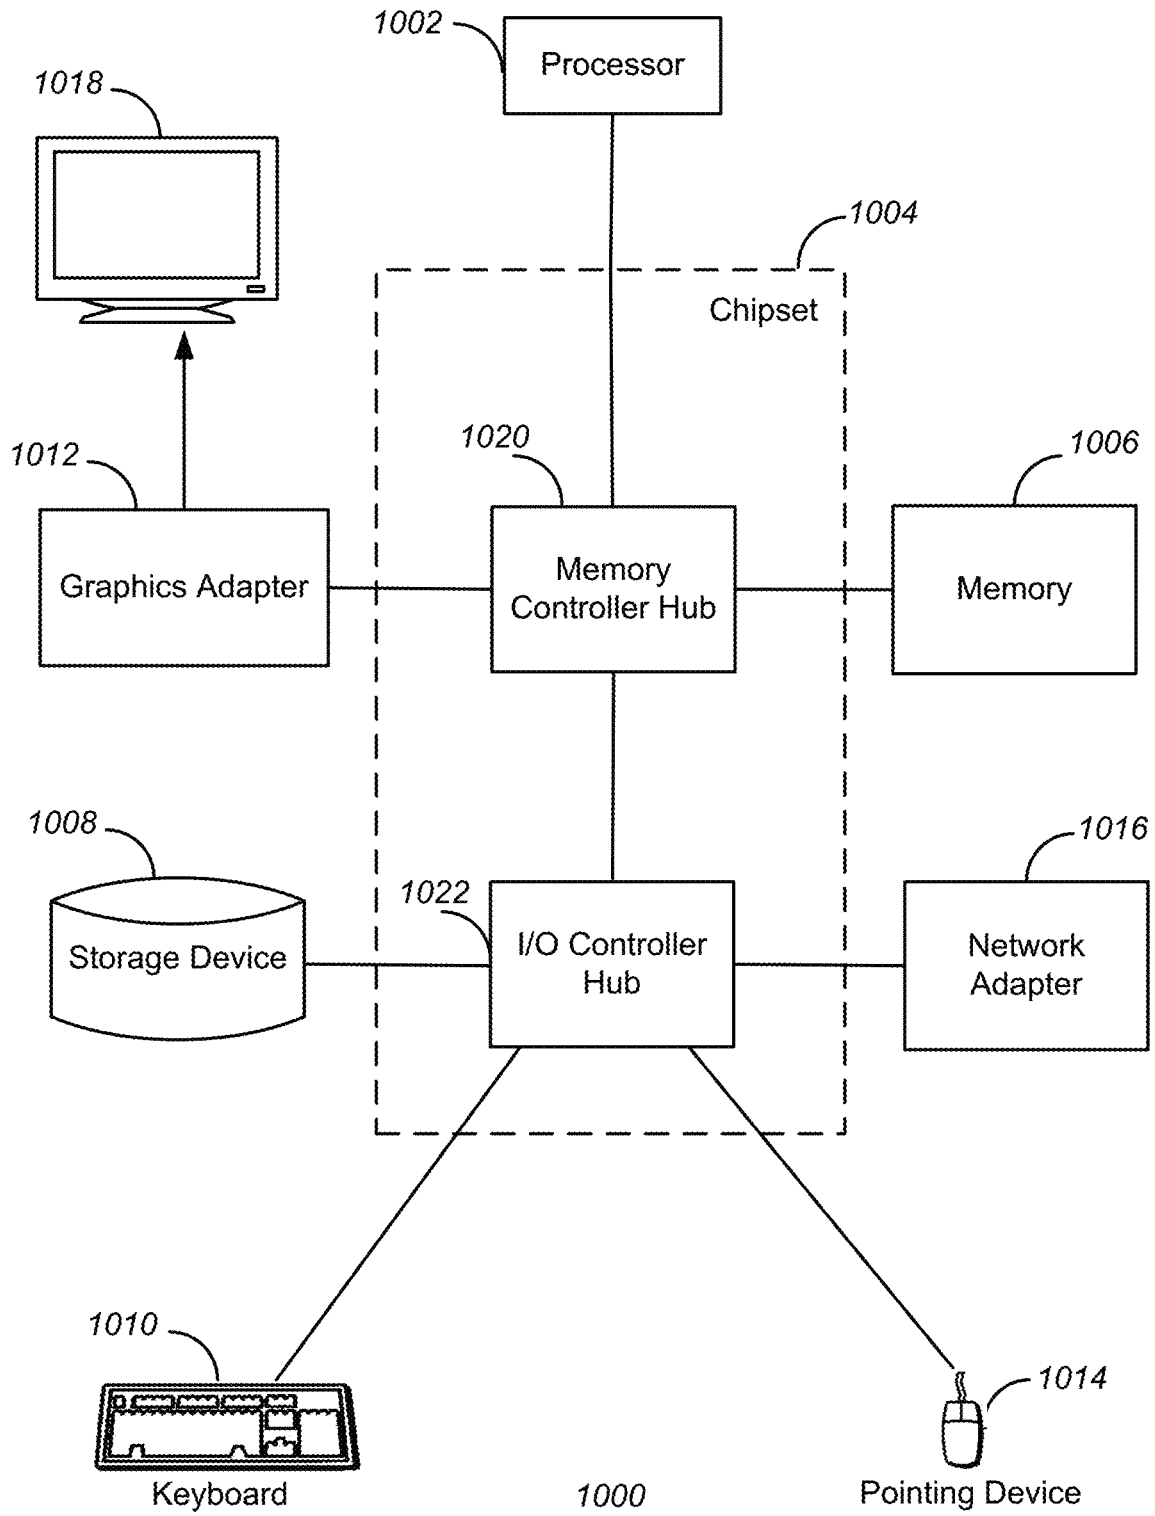 1002
Processor
1018
1004
Chipset
1012
1020
1006
Graphics Adapter
Memory
Controller Hub
Memory
1008
1022
1016
Storage Device
I/O Controller
Hub
Network
Adapter
1010
1014
Keyboard
1000
Pointing Device